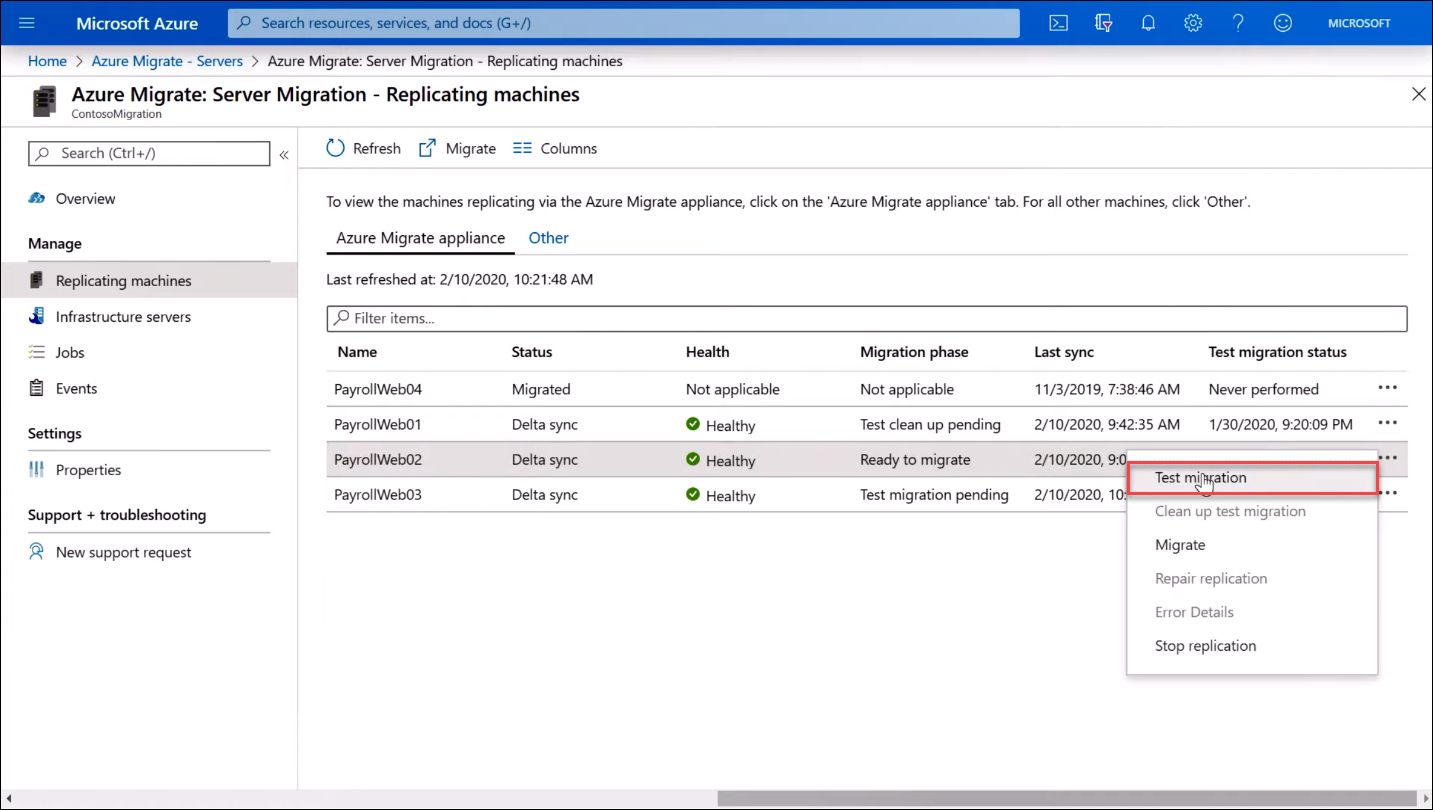 Microsoft Azure
Search resources, services, and docs (G+/)
MICROSOFT
Home > Azure Migrate - Servers > Azure Migrate: Server Migration - Replicating machines
Azure Migrate: Server Migration - Replicating machines
ContosoMigration
Search (Ctrl+/)
Overview
Manage
Replicating machines
Infrastructure servers
Jobs
Events
Settings
Properties
Support + troubleshooting
New support request
Refresh Migrate Columns
To view the machines replicating via the Azure Migrate appliance, click on the 'Azure Migrate appliance' tab. For all other machines, click 'Other'.
Azure Migrate appliance Other
Last refreshed at: 2/10/2020, 10:21:48 AM
Filter items...
Name Status Health Migration phase Last sync Test migration status
PayrollWeb04 Migrated Not applicable Not applicable 11/3/2019, 7:38:46 AM Never performed
PayrollWeb01 Delta sync Healthy Test clean up pending 2/10/2020, 9:42:35 AM 1/30/2020, 9:20:09 PM
PayrollWeb02 Delta sync Healthy Ready to migrate 2/10/2020,
PayrollWeb03 Delta sync Healthy Test migration pending 2/10/2020,
Test migration
Clean up test migration
Migrate
Repair replication
Error Details
Stop replication